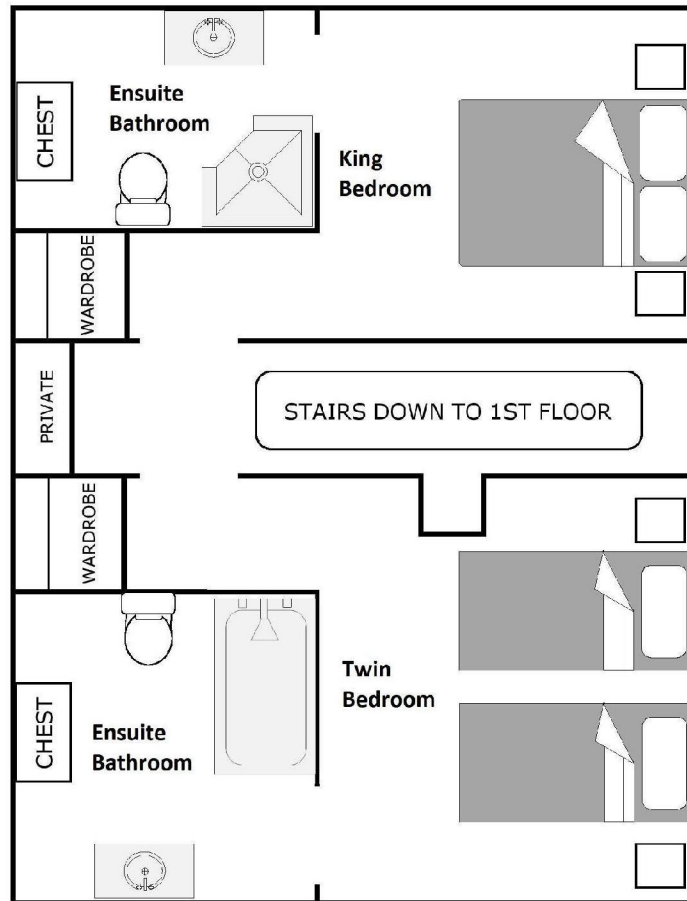 Ensuite
Bathroom
CHEST
King
Bedroom
WARDROBE
PRIVATE
STAIRS DOWN TO 1ST FLOOR
WARDROBE
Twin
Bedroom
CHEST
Ensuite
Bathroom